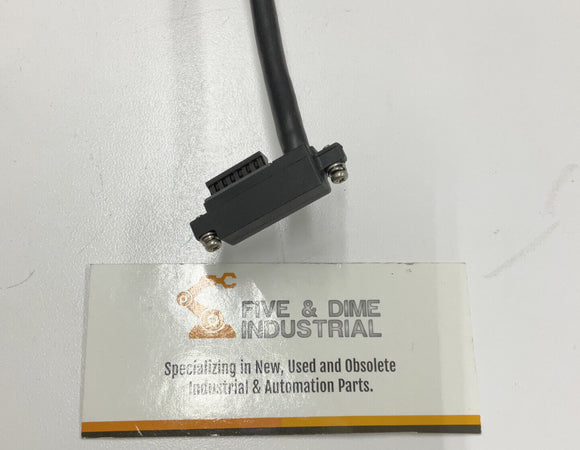 FIVE & DIME
INDUSTRIAL
Specializing in New, Used and Obsolete
Industrial & Automation Parts.